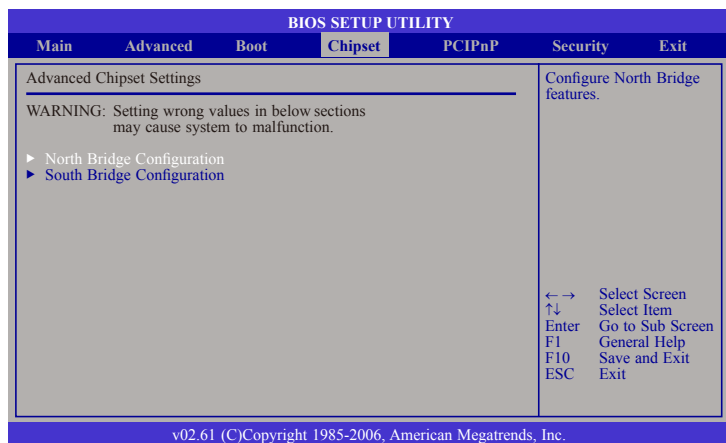 BIOS SETUP UTILITY
Main Advanced Boot Chipset PCIPnP Security Exit
Advanced Chipset Settings
WARNING: Setting wrong values in below sections
may cause system to malfunction.
► North Bridge Configuration
► South Bridge Configuration
Configure North Bridge
features.
←→ Select Screen
↑↓ Select Item
Enter Go to Sub Screen
F1 General Help
F10 Save and Exit
ESC Exit
v02.61 (C)Copyright 1985-2006, American Megatrends, Inc.